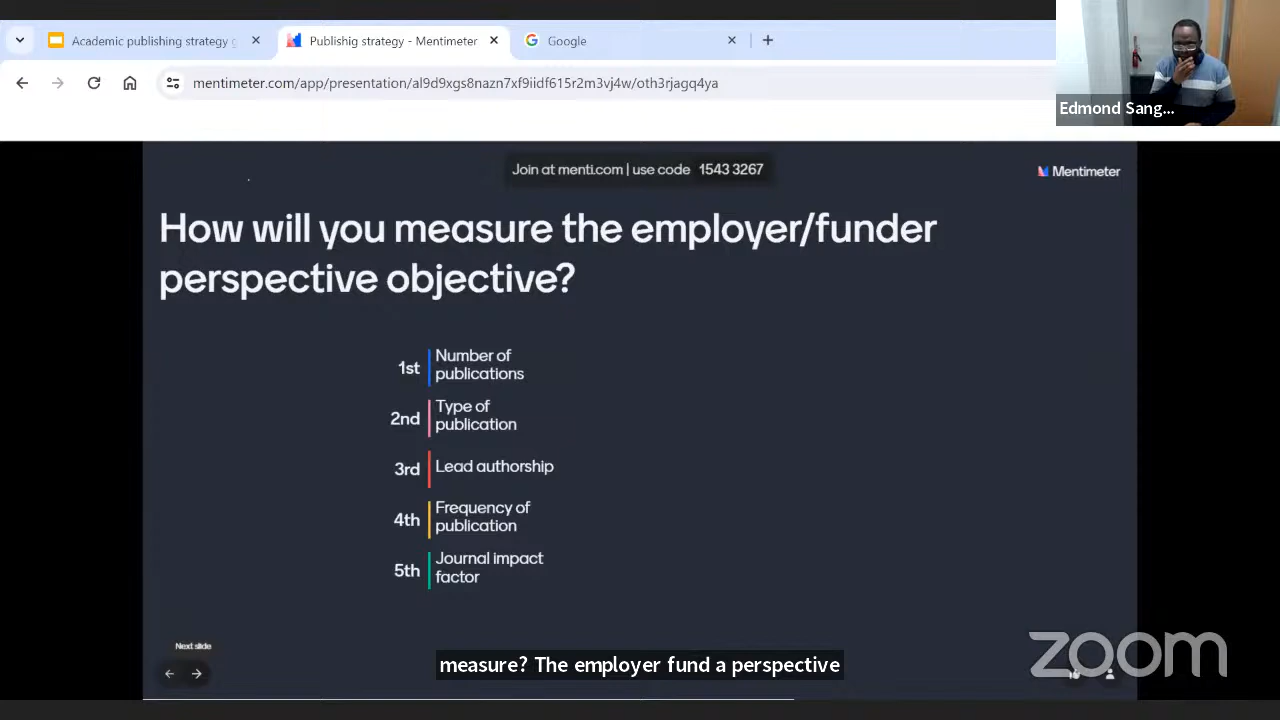 Academic publishing strategy g
Publishig strategy - Mentimeter
Google
mentimeter.com/app/presentation/al9d9xgs8nazn7xf9iidf615r2m3vj4w/oth3rjagq4ya
Edmond Sang...
Join at menti.com | use code 1543 3267
Mentimeter
How will you measure the employer/funder
perspective objective?
1st Number of
publications
2nd Type of
publication
3rd Lead authorship
4th Frequency of
publication
5th Journal impact
factor
Next slide
measure? The employer fund a perspective
zoom